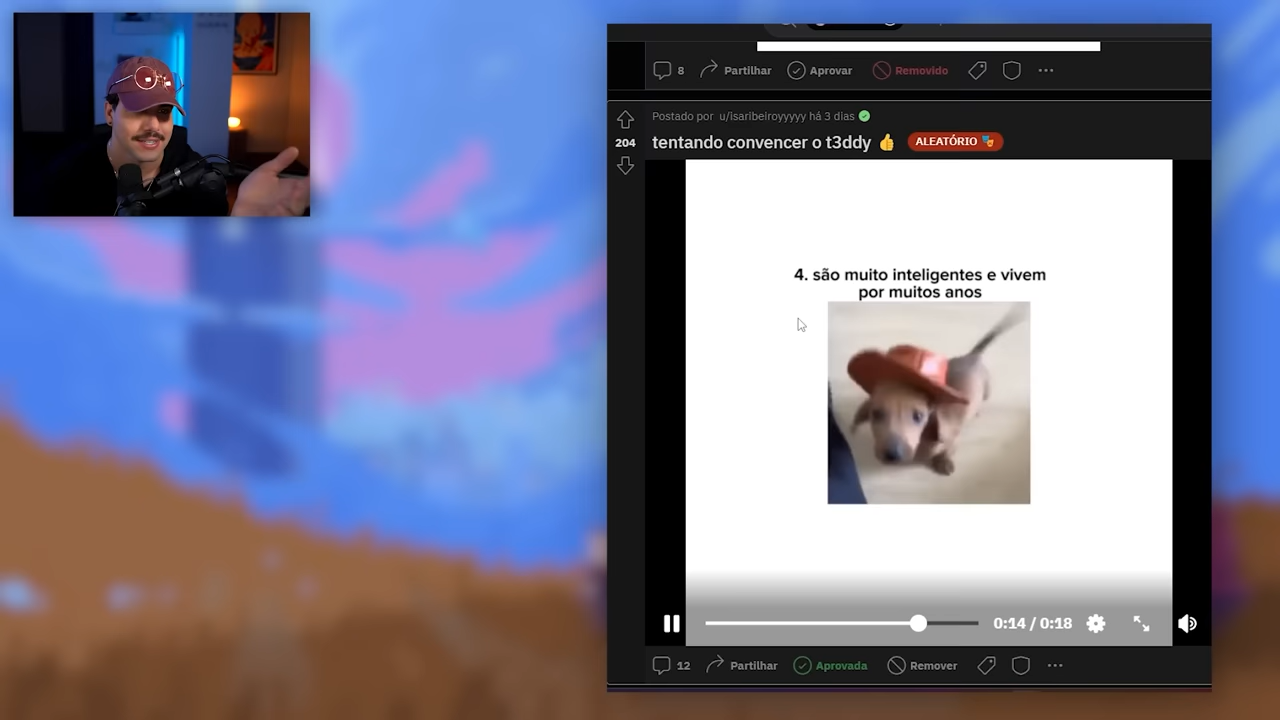 8 Partilhar Aprovar Removido
Postado por u/isaribeiroyyyyy há 3 dias
204
tentando convencer o t3ddy 👍 ALEATÓRIO
4. são muito inteligentes e vivem
por muitos anos
0:14 / 0:18
12 Partilhar Aprovada Remover